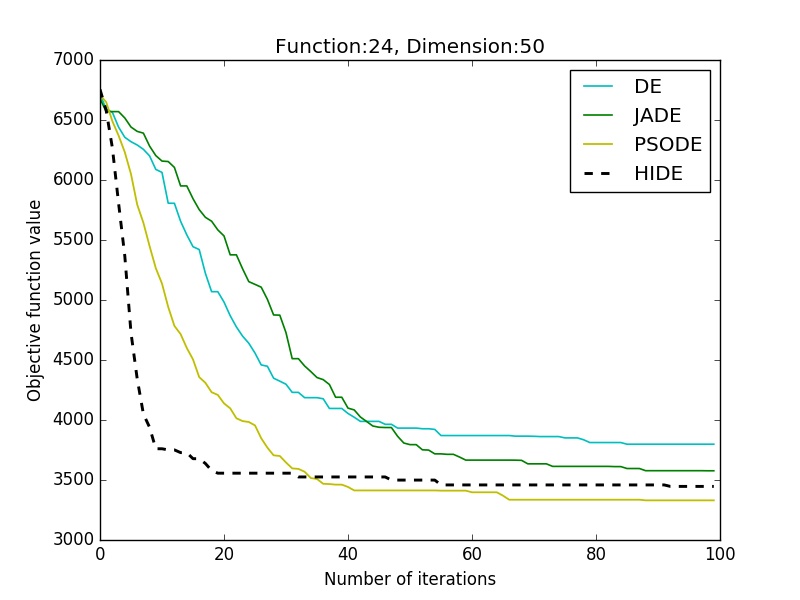 Function:24, Dimension:50
7000
6500
6000
5500
5000
4500
4000
3500
3000
Objective function value
DE
JADE
PSODE
HIDE
0 20 40 60 80 100
Number of iterations